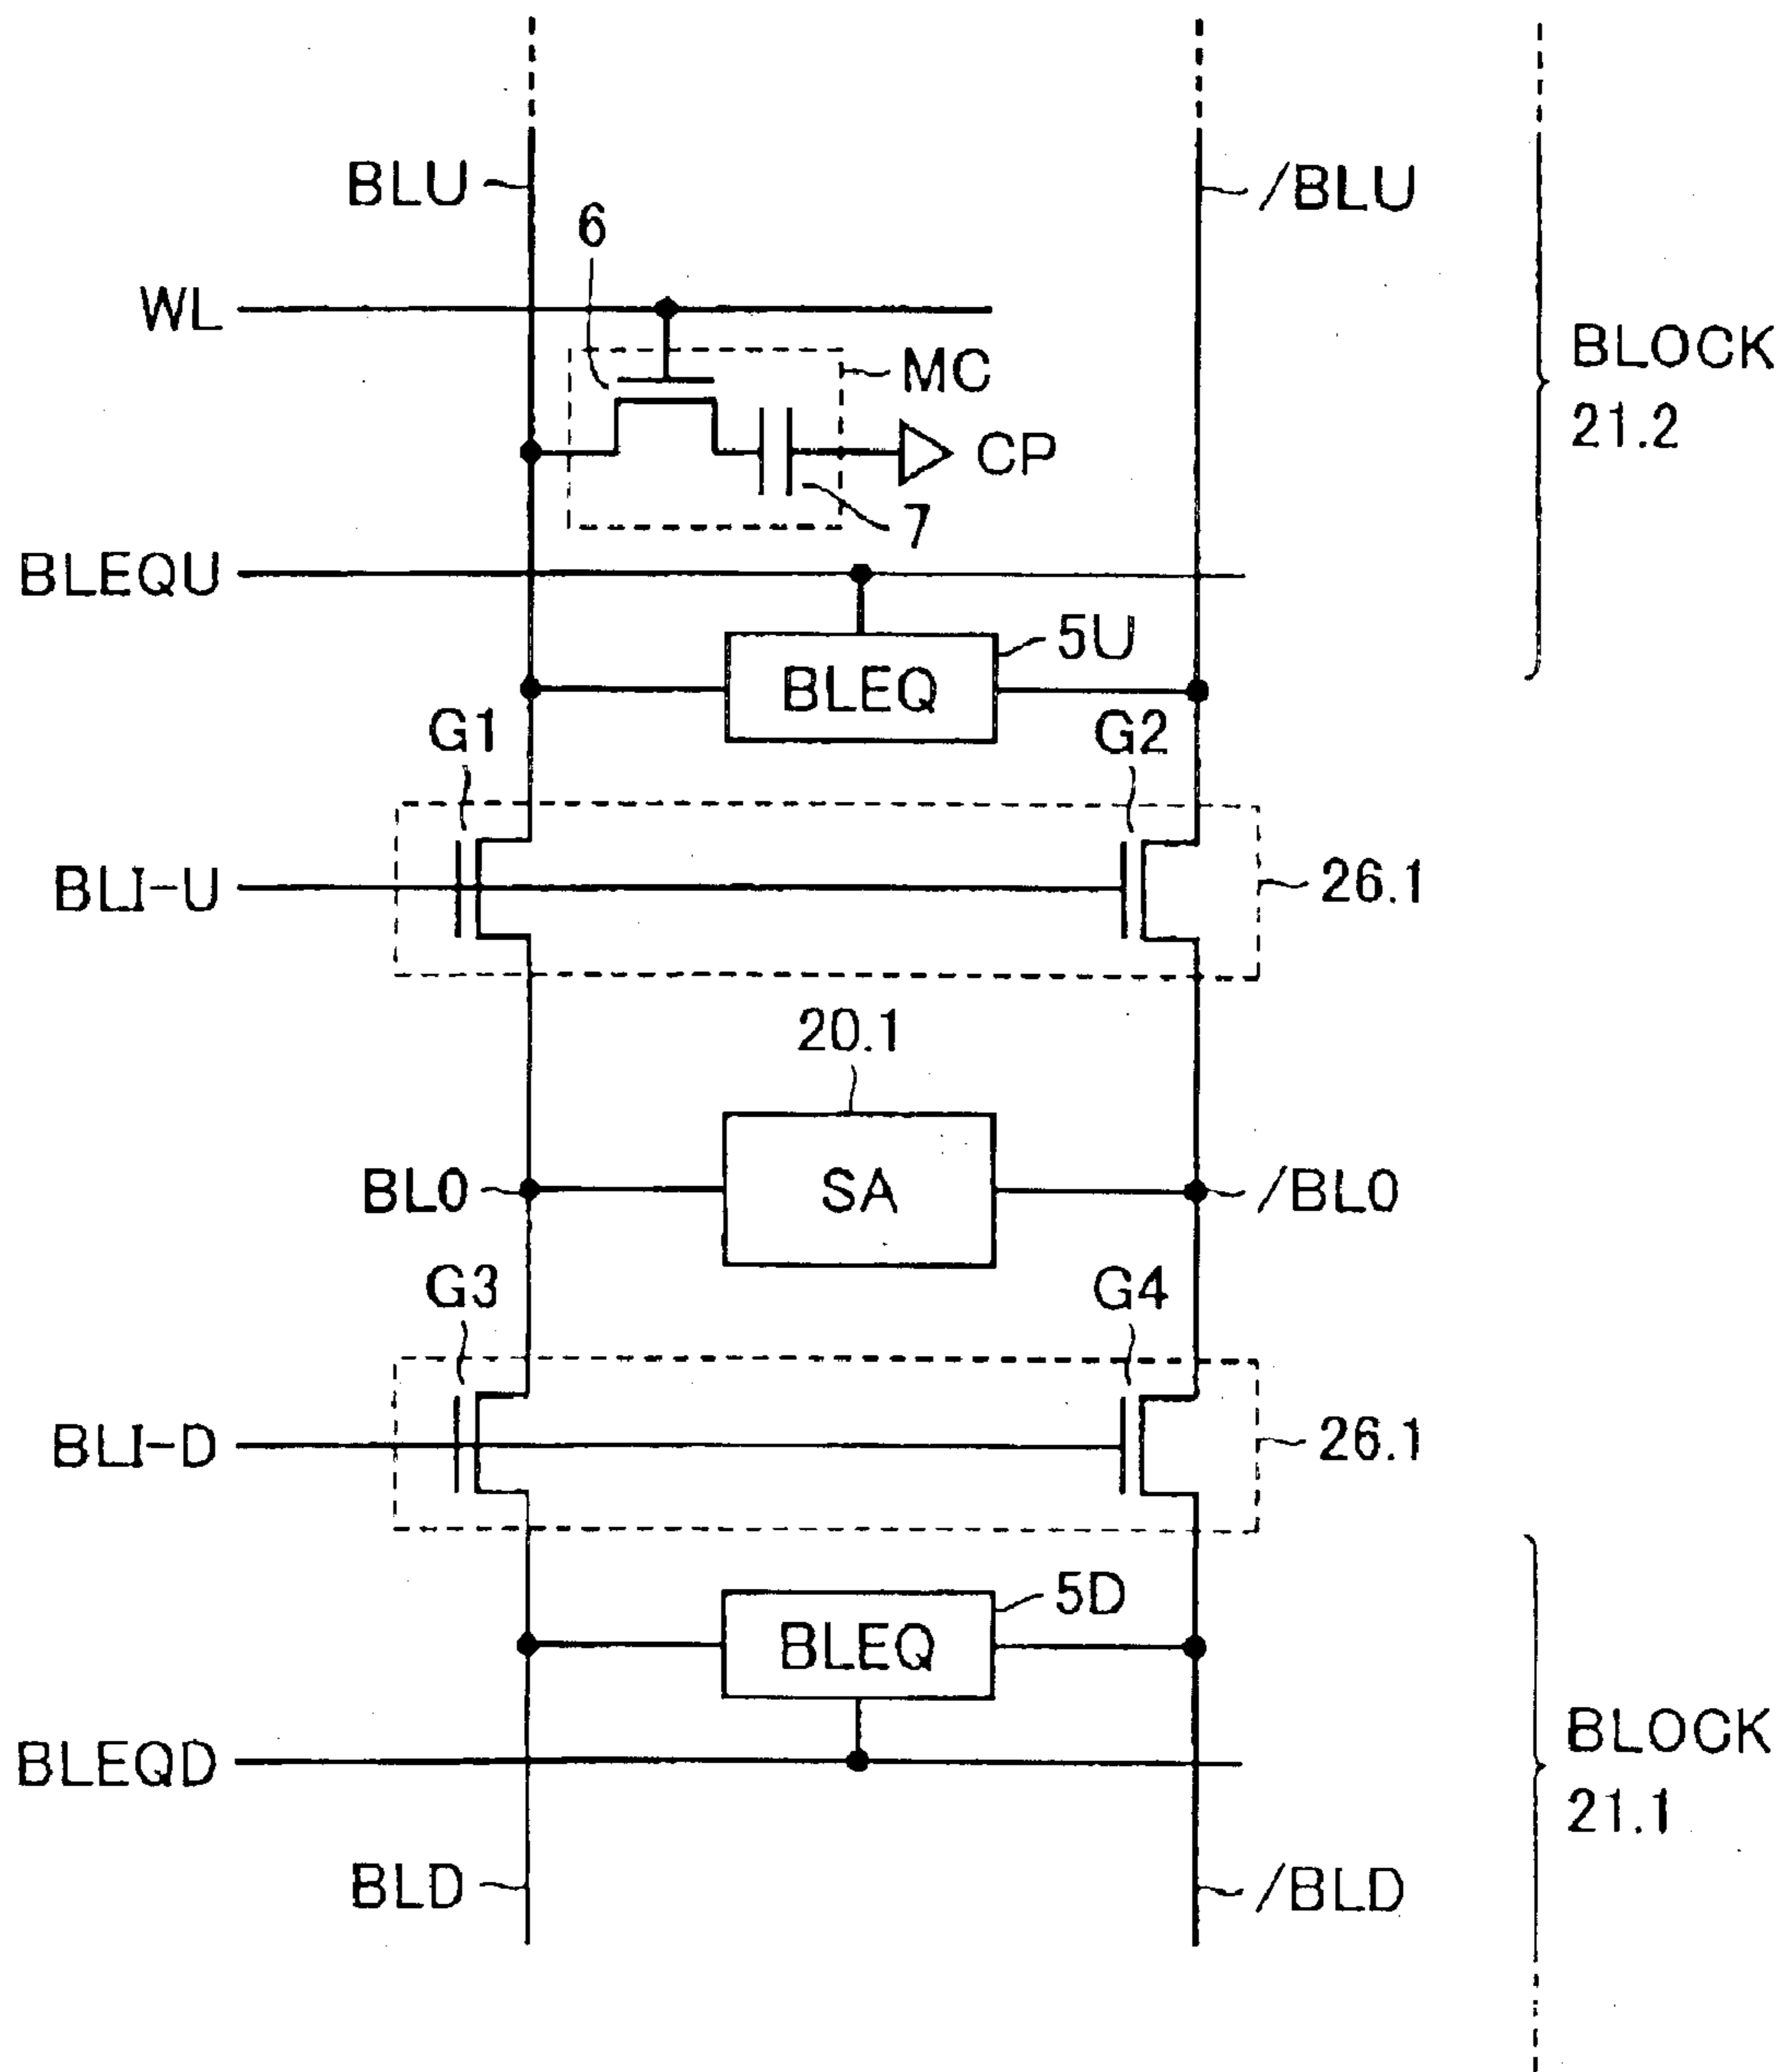 BLU
/BLU
6
WL
BLOCK
21.2
MC
CP
7
BLEQU
5U
BLEQ
G1
G2
BLI-U
26.1
20.1
BL0
SA
/BL0
G3
G4
BLI-D
26.1
5D
BLEQ
BLEQD
BLOCK
21.1
BLD
/BLD